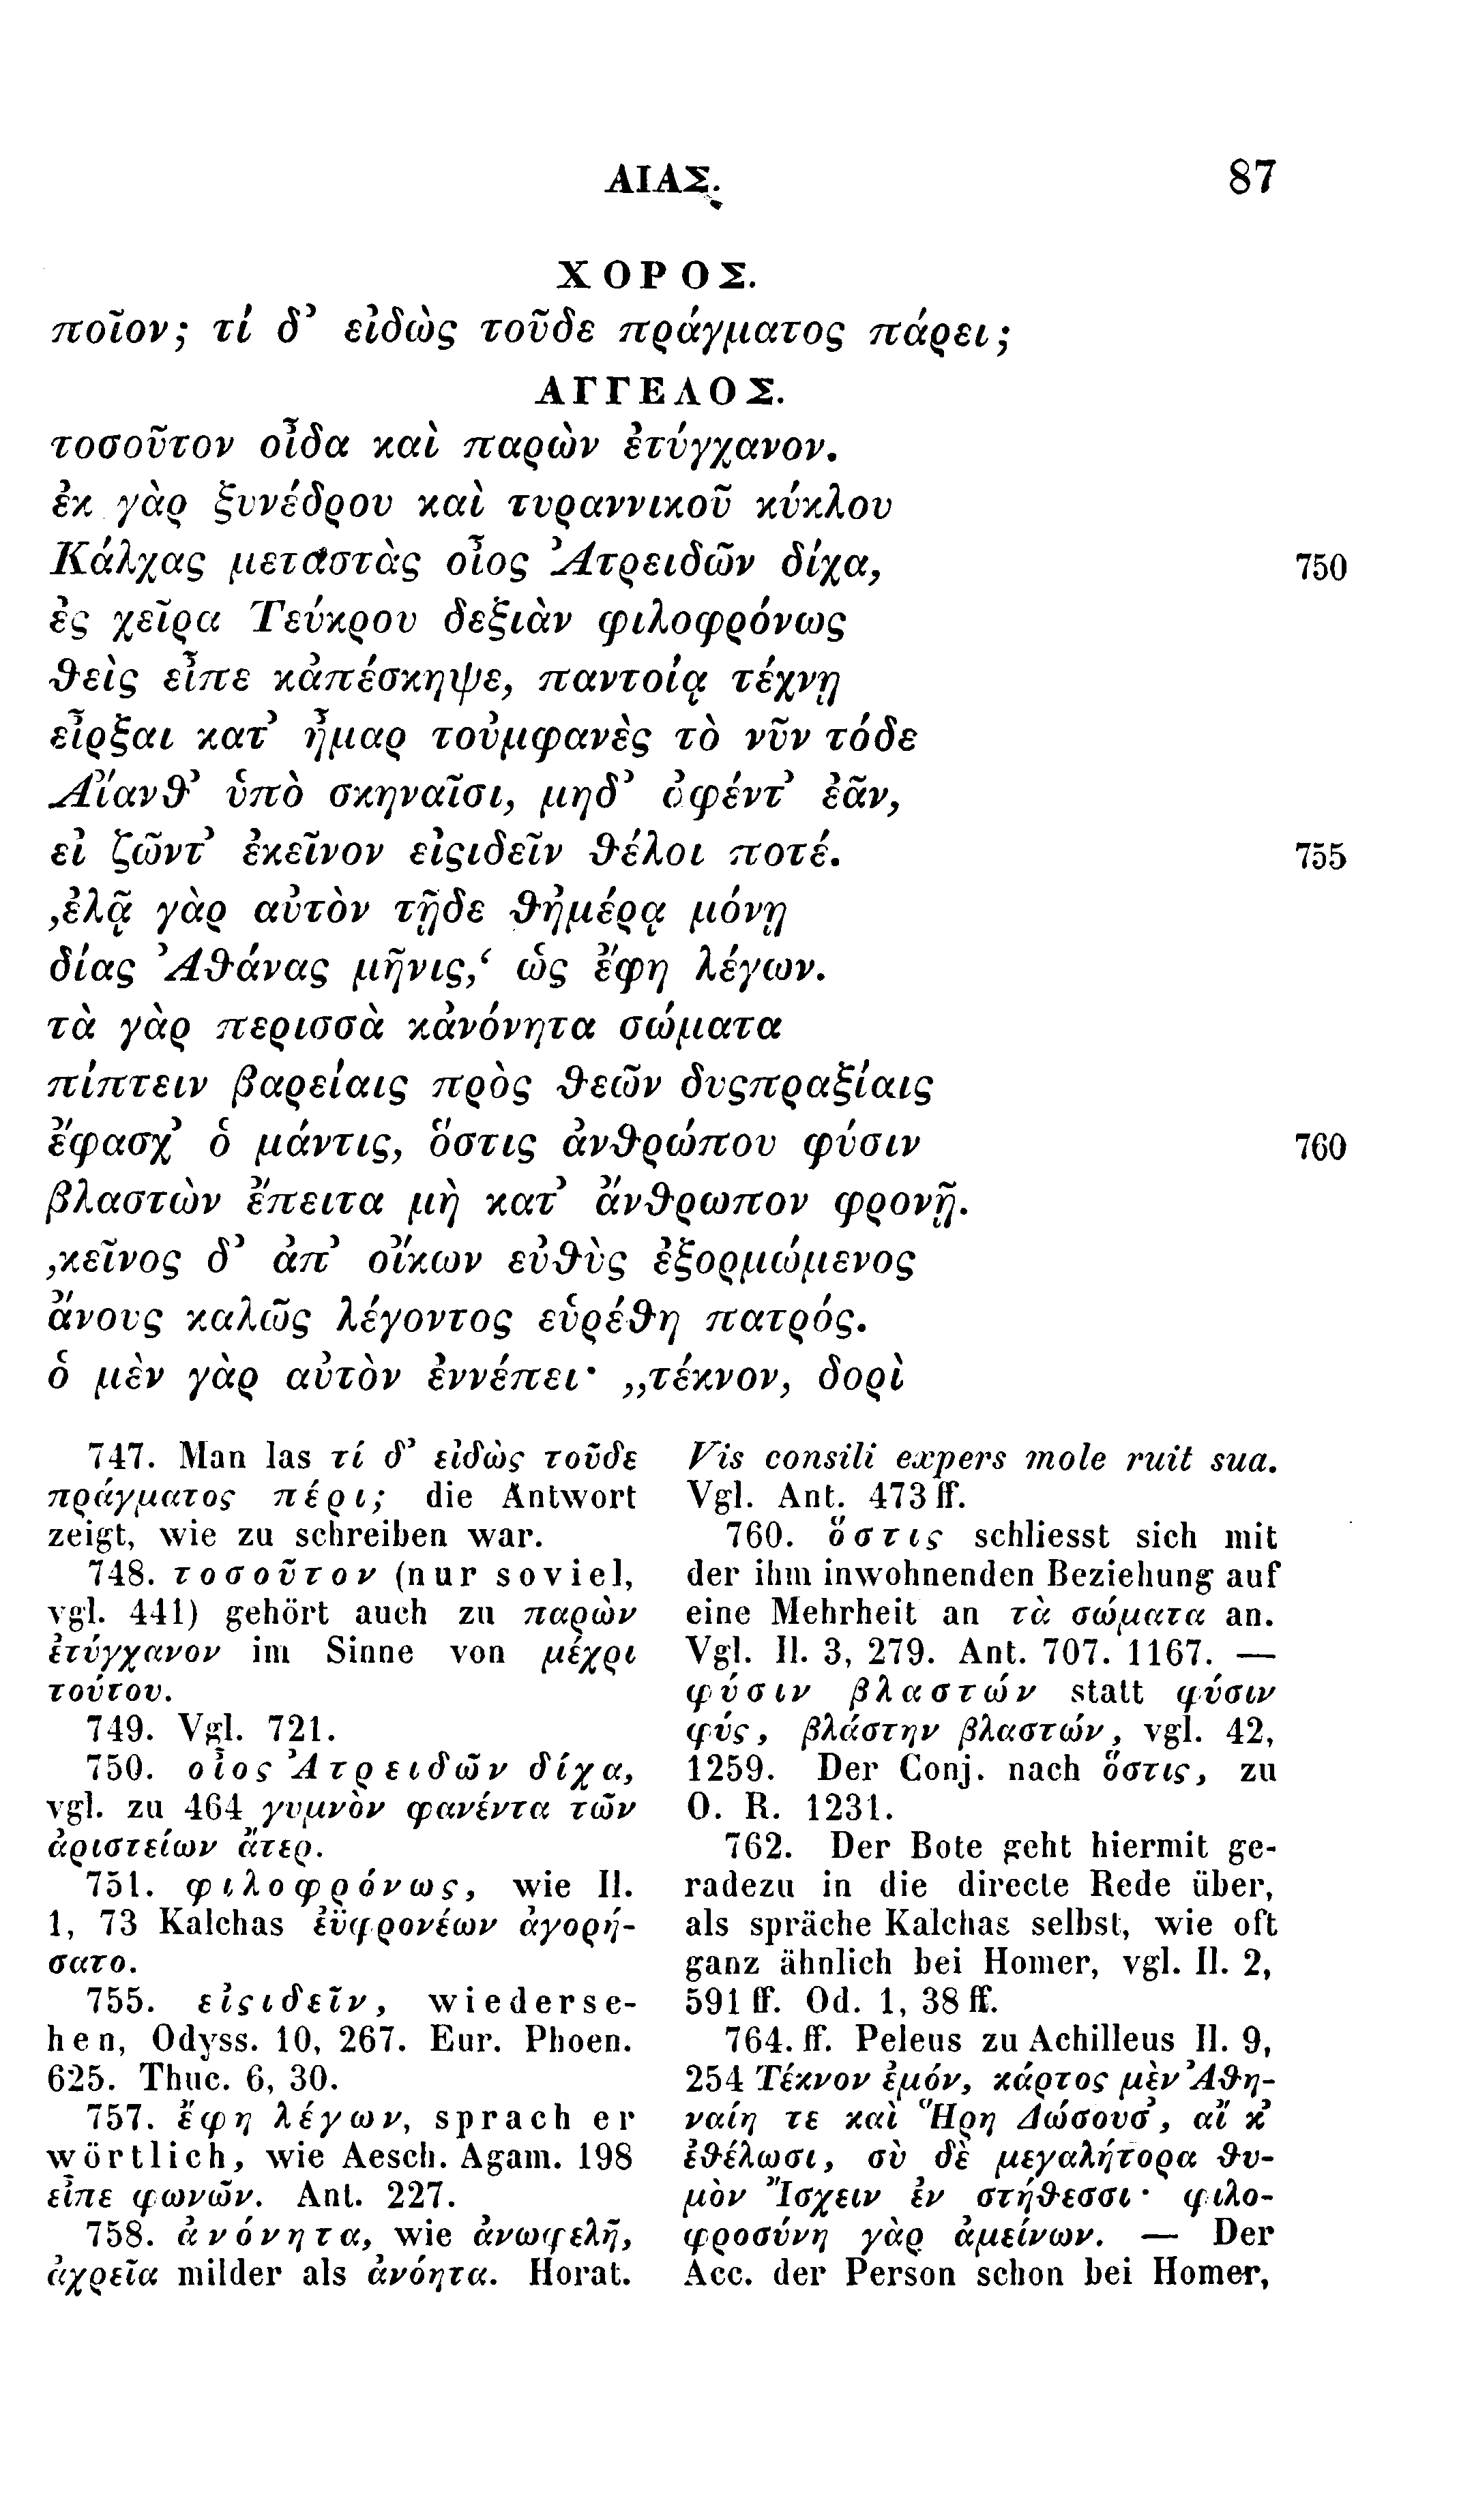 ΑΙΑΣ.
87
ΧΟΡΟΣ.
ποῖον; τί δ’ εἰδὼς τοῦδε πράγματος πάρει;
ΑΓΓΕΛΟΣ.
τοσοῦτον οἶδα καὶ παρὼν ἐτύγχανον.
ἐκ γὰρ ξυνέδρου καὶ τυραννικοῦ κύκλου
Κάλχας μεταστὰς οἶος Ἀτρειδῶν δίχα,
750
ἐς χεῖρα Τεύκρου δεξιὰν φιλοφρόνως
θεὶς εἶπε κἀπέσκηψε, παντοίᾳ τέχνῃ
εἶρξαι κατ’ ἦμαρ τοὐμφανὲς τὸ νῦν τόδε
Αἴανθ’ ὑπὸ σκηναῖσι, μηδ’ ἀφέντ’ ἐᾶν,
εἰ ζῶντ’ ἐκεῖνον εἰςιδεῖν θέλοι ποτέ.
755
‚ἐλᾷ γὰρ αὐτὸν τῇδε θἠμέρᾳ μόνῃ
δίας Ἀθάνας μῆνις,‘ ὡς ἔφη λέγων.
τὰ γὰρ περισσὰ κἀνόνητα σώματα
πίπτειν βαρείαις πρὸς θεῶν δυςπραξίαις
ἔφασχ’ ὁ μάντις, ὅστις ἀνθρώπου φύσιν
760
βλαστὼν ἔπειτα μὴ κατ’ ἄνθρωπον φρονῇ.
‚κεῖνος δ’ ἀπ’ οἴκων εὐθὺς ἐξορμώμενος
ἄνους καλῶς λέγοντος εὑρέθη πατρός.
ὁ μὲν γὰρ αὐτὸν ἐννέπει· „τέκνον, δορὶ
747. Man las τί δ’ εἰδὼς τοῦδε
πράγματος πέρι; die Antwort
zeigt, wie zu schreiben war.
748. τοσοῦτον (nur soviel,
vgl. 441) gehört auch zu παρὼν
ἐτύγχανον im Sinne von μέχρι
τούτου.
749. Vgl. 721.
750. οἶος Ἀτρειδῶν δίχα,
vgl. zu 464 γυμνὸν φανέντα τῶν
ἀριστείων ἄτερ.
751. φιλοφρόνως, wie Il.
1, 73 Kalchas ἐϋφρονέων ἀγορή-
σατο.
755. εἰςιδεῖν, wiederse-
hen, Odyss. 10, 267. Eur. Phoen.
625. Thuc. 6, 30.
757. ἔφη λέγων, sprach er
wörtlich, wie Aesch. Agam. 198
εἶπε φωνῶν. Ant. 227.
758. ἀνόνητα, wie ἀνωφελῆ,
ἀχρεῖα milder als ἀνόητα. Horat.
Vis consili expers mole ruit sua.
Vgl. Ant. 473 ff.
760. ὅστις schliesst sich mit
der ihm inwohnenden Beziehung auf
eine Mehrheit an τὰ σώματα an.
Vgl. Il. 3, 279. Ant. 707. 1167. —
φύσιν βλαστών statt φύσιν
φύς, βλάστην βλαστών, vgl. 42,
1259. Der Conj. nach ὅστις, zu
O. R. 1231.
762. Der Bote geht hiermit ge-
radezu in die directe Rede über,
als spräche Kalchas selbst, wie oft
ganz ähnlich bei Homer, vgl. Il. 2,
591 ff. Od. 1, 38 ff.
764. ff. Peleus zu Achilleus Il. 9,
254 Τέκνον ἐμόν, κάρτος μὲν Ἀθη-
ναίη τε καὶ Ἥρη Δώσουσ’, αἴ κ’
ἐθέλωσι, σὺ δὲ μεγαλήτορα θυ-
μὸν Ἴσχειν ἐν στήθεσσι· φιλο-
φροσύνη γὰρ ἀμείνων. — Der
Acc. der Person schon bei Homer,